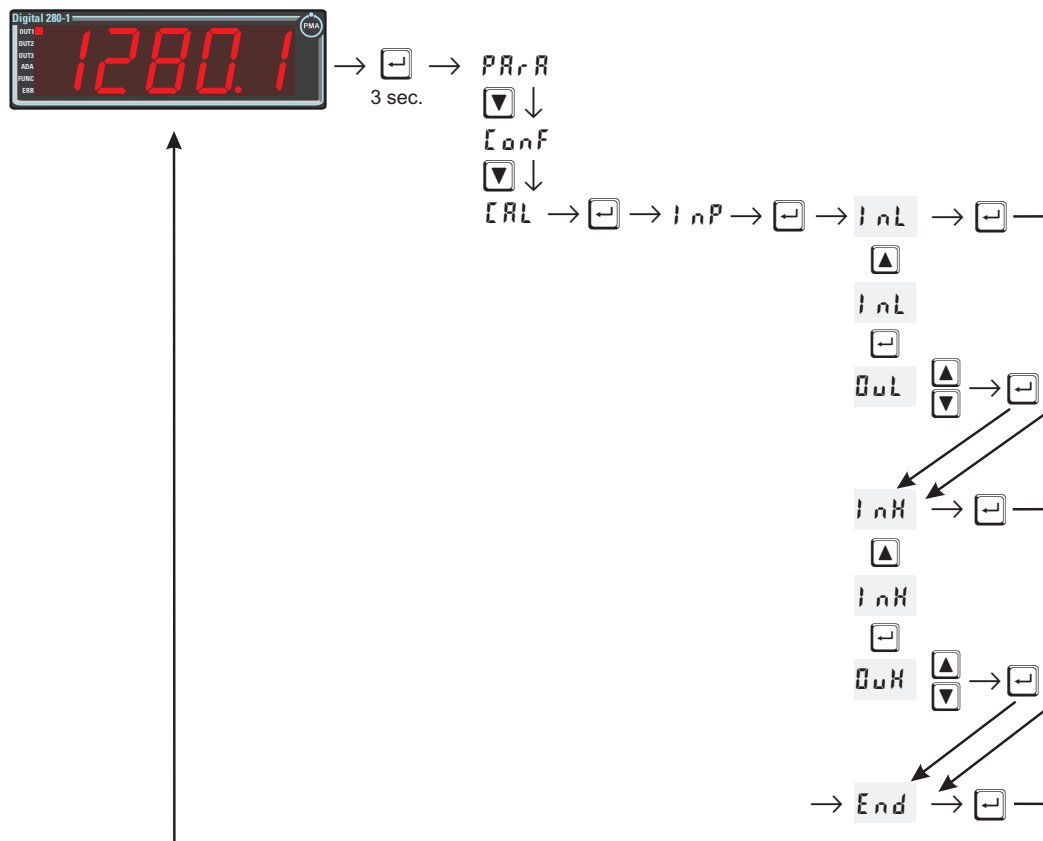 Digital 280-1
PMA
OUT1
OUT2
OUT3
ADA
FUNC
ERR
1280.1
3 sec.
PArA
ConF
CAL
InP
InL
InL
OuL
InH
InH
OuH
End